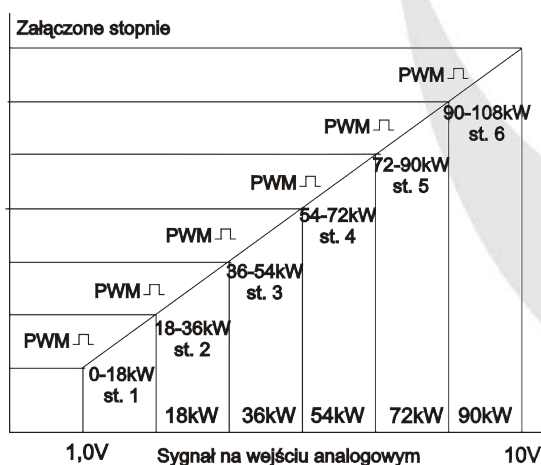 Załączone stopnie
PWM
90-108kW
st. 6
PWM
72-90kW
st. 5
PWM
54-72kW
st. 4
PWM
36-54kW
st. 3
PWM
18-36kW
st. 2
PWM
0-18kW
st. 1
18kW 36kW 54kW 72kW 90kW
1,0V Sygnał na wejściu analogowym 10V